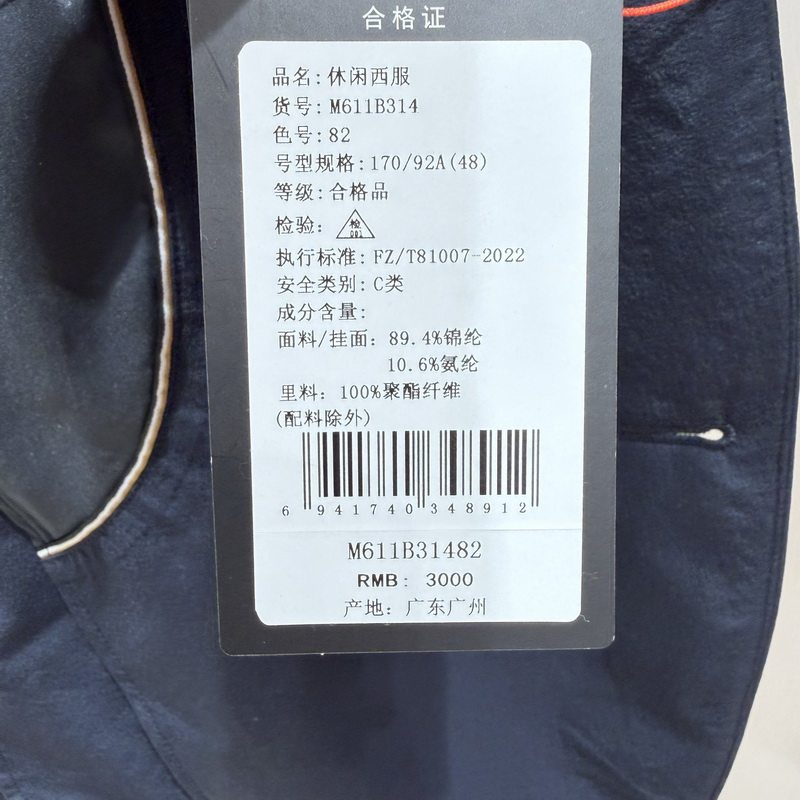 合格证
品名: 休闲西服
货号: M611B314
色号: 82
号型规格: 170/92A(48)
等级: 合格品
检验: 检 001
执行标准: FZ/T81007-2022
安全类别: C类
成分含量:
面料/挂面: 89.4%锦纶
10.6%氨纶
里料: 100%聚酯纤维
(配料除外)
6 941740 348912
M611B31482
RMB: 3000
产地: 广东广州